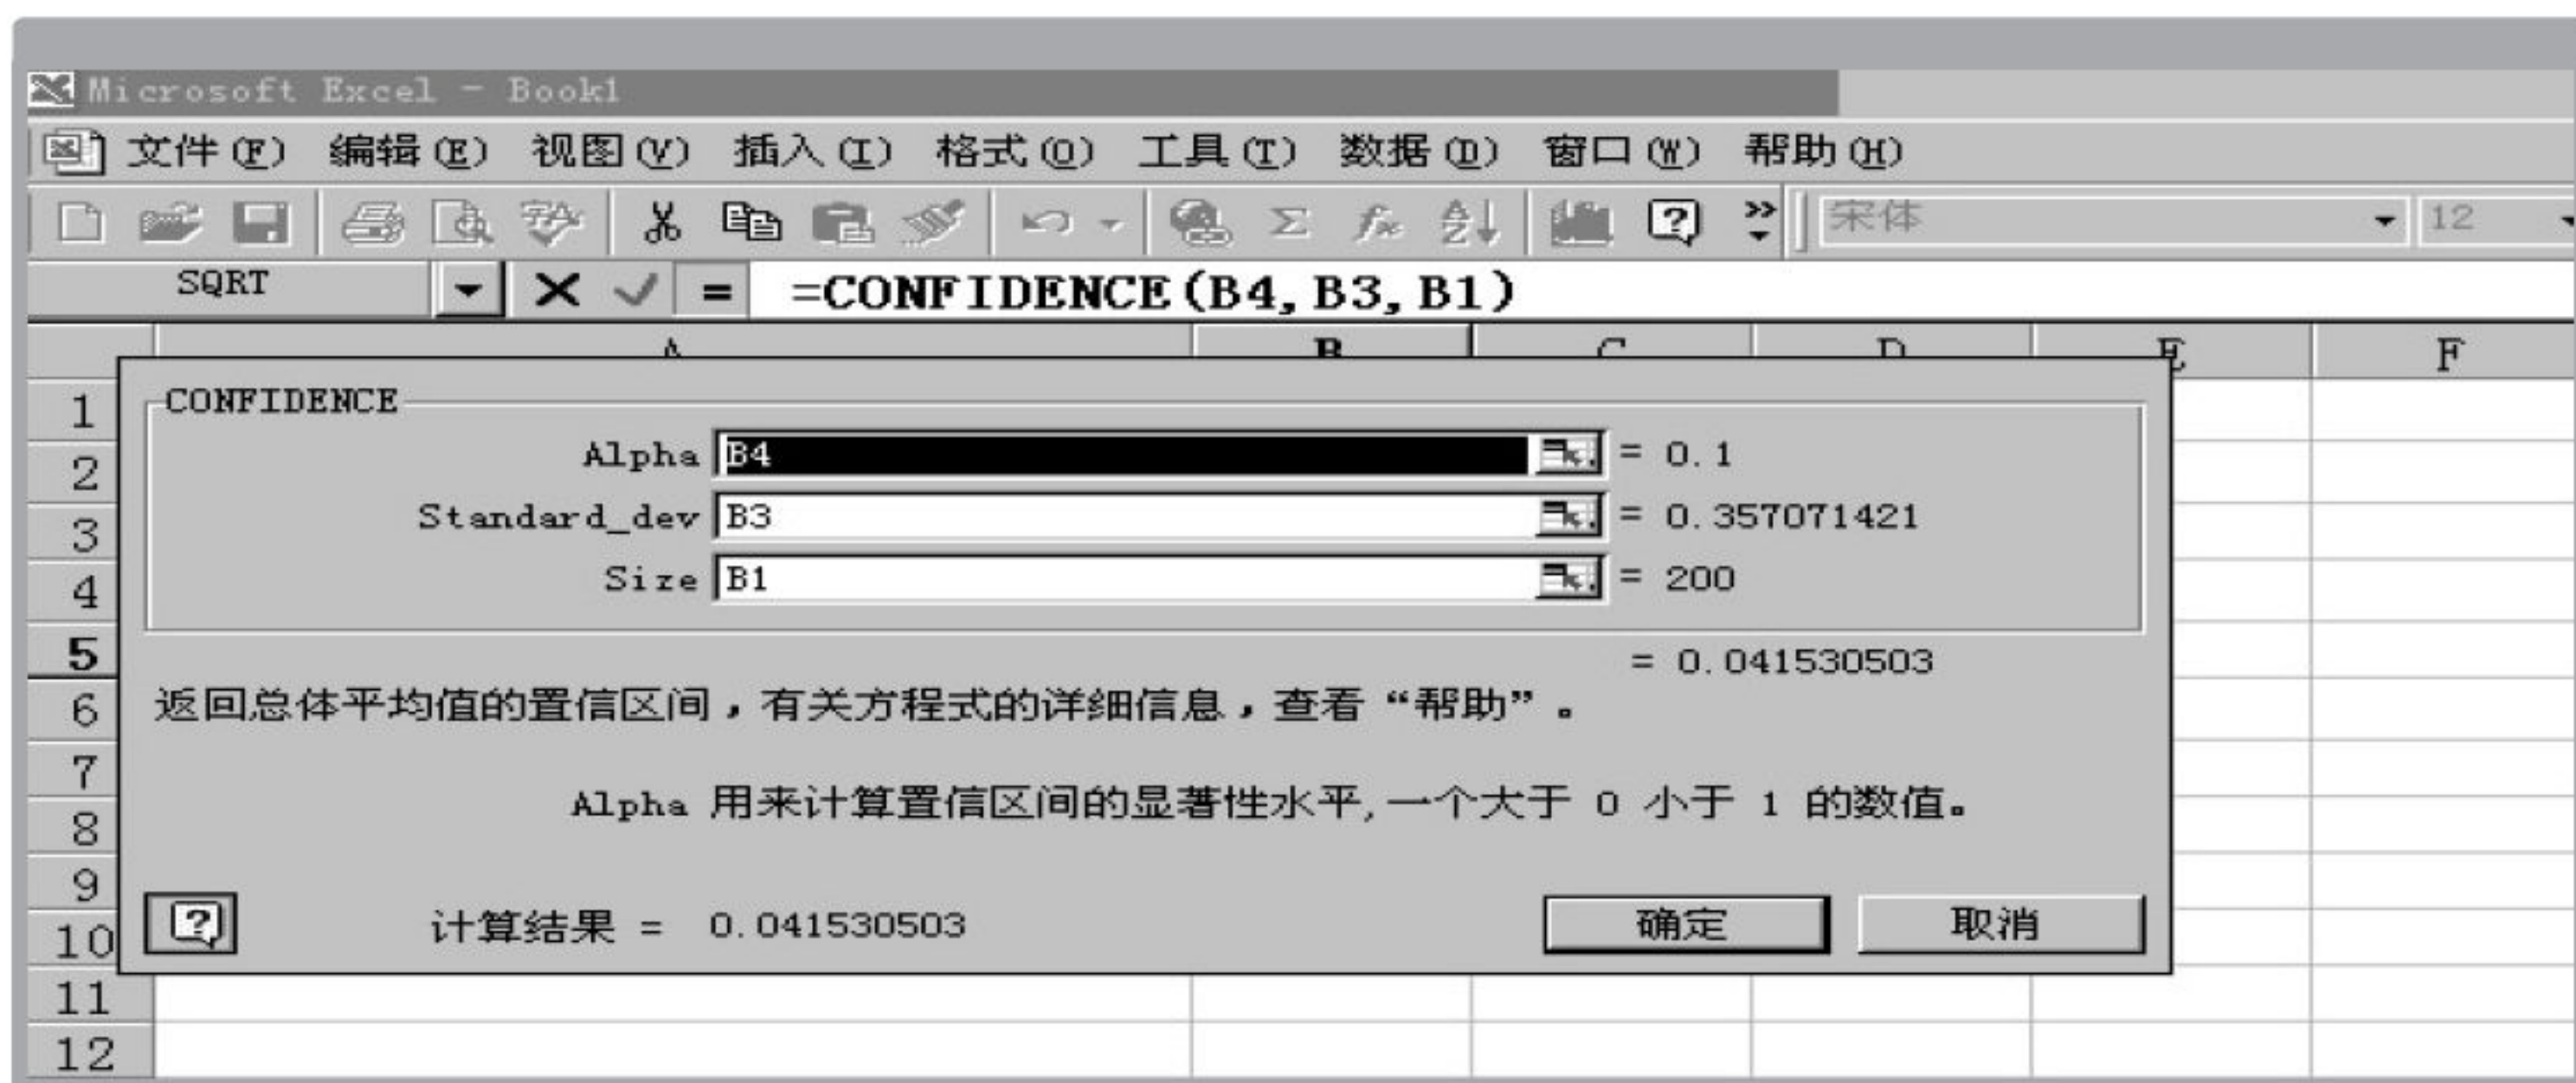 Microsoft Excel - Book1
文件(F) 编辑(E) 视图(V) 插入(I) 格式(O) 工具(T) 数据(D) 窗口(W) 帮助(H)
宋体 12
SQRT = =CONFIDENCE(B4,B3,B1)
A B C D E F
1
CONFIDENCE
2
Alpha B4 = 0.1
3
Standard_dev B3 = 0.357071421
4
Size B1 = 200
5
= 0.041530503
6
返回总体平均值的置信区间，有关方程式的详细信息，查看“帮助”。
7
8
Alpha 用来计算置信区间的显著性水平,一个大于 0 小于 1 的数值。
9
10
计算结果 = 0.041530503 确定 取消
11
12